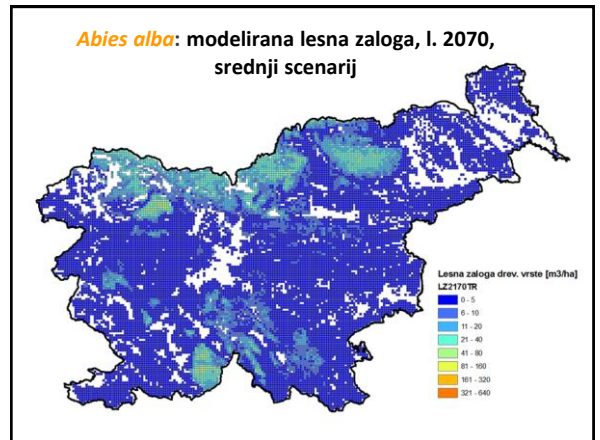 Abies alba: modelirana lesna zaloga, l. 2070,
srednji scenarij
Lesna zaloga drev. vrste [m3/ha]
LZ2170TR
0 - 5
6 - 10
11 - 20
21 - 40
41 - 80
81 - 160
161 - 320
321 - 640